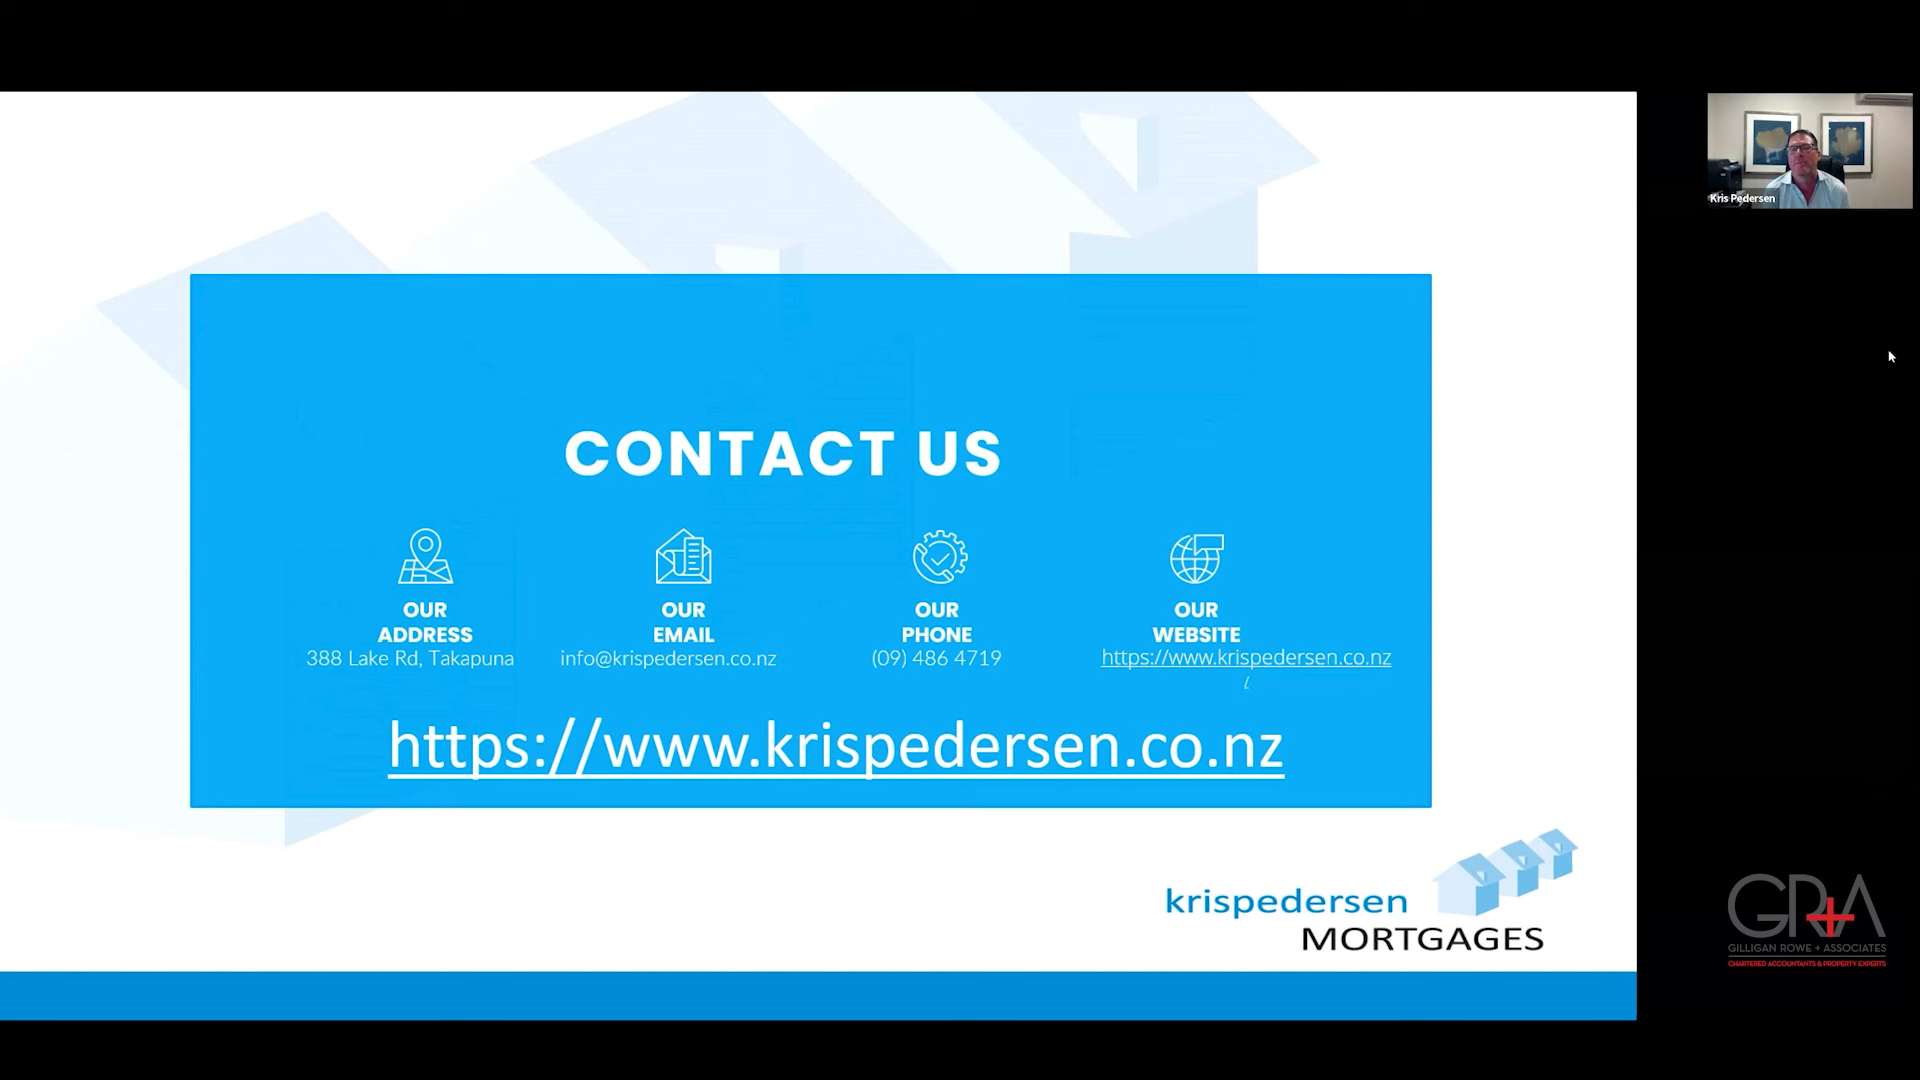 Kris Pedersen
CONTACT US
OUR
ADDRESS
388 Lake Rd, Takapuna
OUR
EMAIL
info@krispedersen.co.nz
OUR
PHONE
(09) 486 4719
OUR
WEBSITE
https://www.krispedersen.co.nz
/
https://www.krispedersen.co.nz
krispedersen
MORTGAGES
GR+A
GILLIGAN ROWE + ASSOCIATES
CHARTERED ACCOUNTANTS & PROPERTY EXPERTS